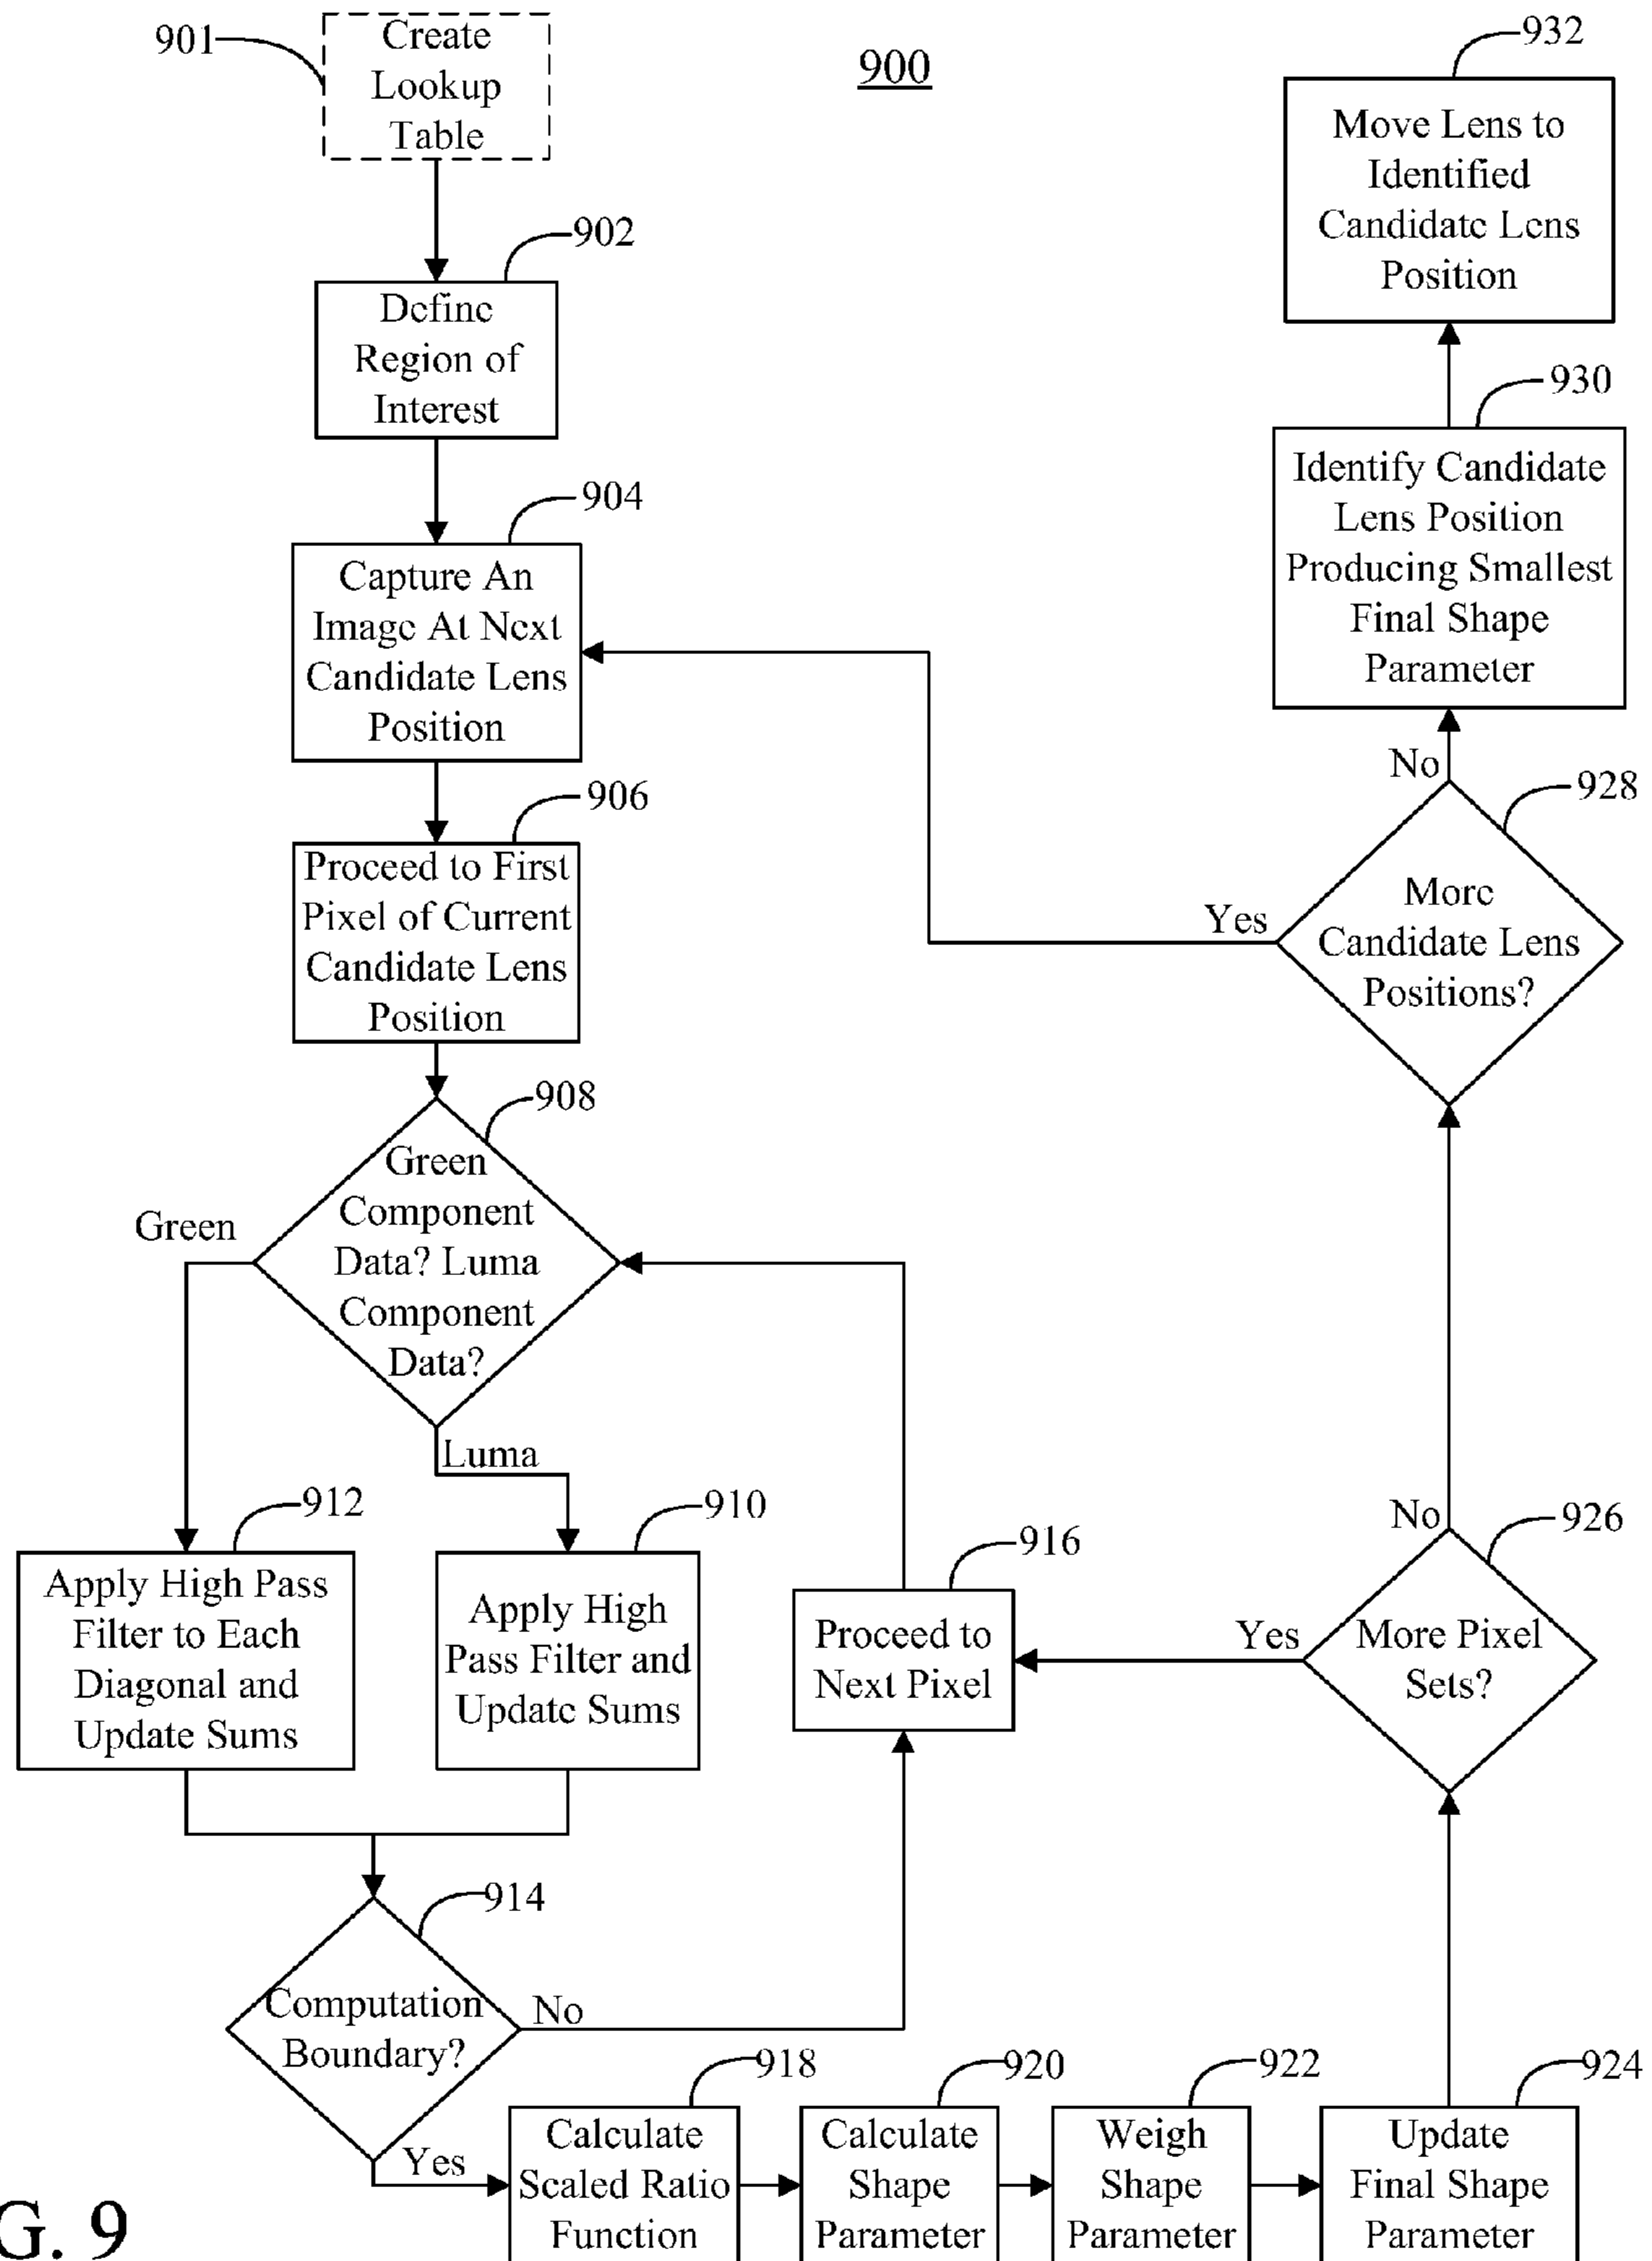 900
901
Create
Lookup
Table
902
Define
Region of
Interest
904
Capture An
Image At Next
Candidate Lens
Position
906
Proceed to First
Pixel of Current
Candidate Lens
Position
908
Green
Component
Data? Luma
Component
Data?
Green
Luma
912
Apply High Pass
Filter to Each
Diagonal and
Update Sums
910
Apply High
Pass Filter and
Update Sums
914
Computation
Boundary?
No
Yes
916
Proceed to
Next Pixel
918
Calculate
Scaled Ratio
Function
920
Calculate
Shape
Parameter
922
Weigh
Shape
Parameter
924
Update
Final Shape
Parameter
926
More Pixel
Sets?
Yes
No
928
More
Candidate Lens
Positions?
Yes
No
930
Identify Candidate
Lens Position
Producing Smallest
Final Shape
Parameter
932
Move Lens to
Identified
Candidate Lens
Position
G. 9